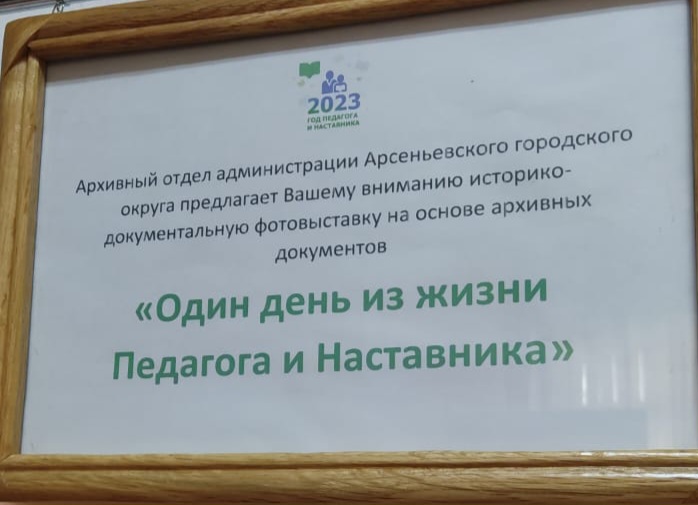 2023
ГОД ПЕДАГОГА
И НАСТАВНИКА
Архивный отдел администрации Арсеньевского городского
округа предлагает Вашему вниманию историко-
документальную фотовыставку на основе архивных
документов
«Один день из жизни
Педагога и Наставника»